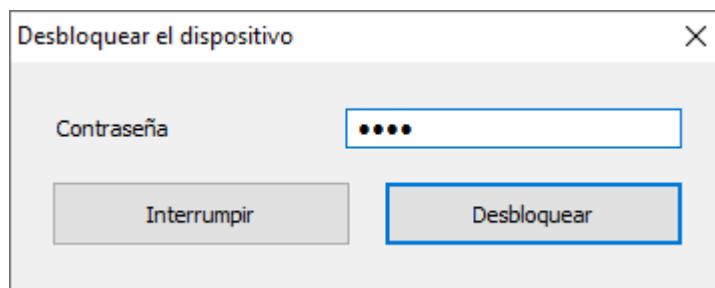 Desbloquear el dispositivo
Contraseña ●●●●
Interrumpir Desbloquear